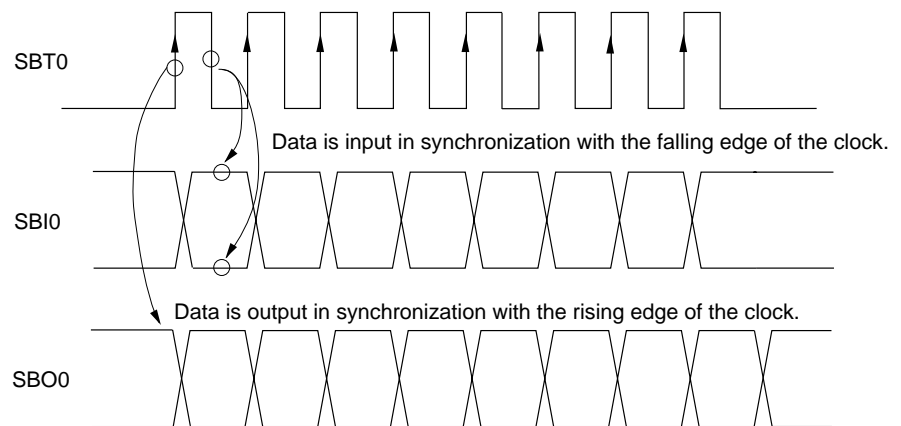 SBT0
Data is input in synchronization with the falling edge of the clock.
SBI0
Data is output in synchronization with the rising edge of the clock.
SBO0